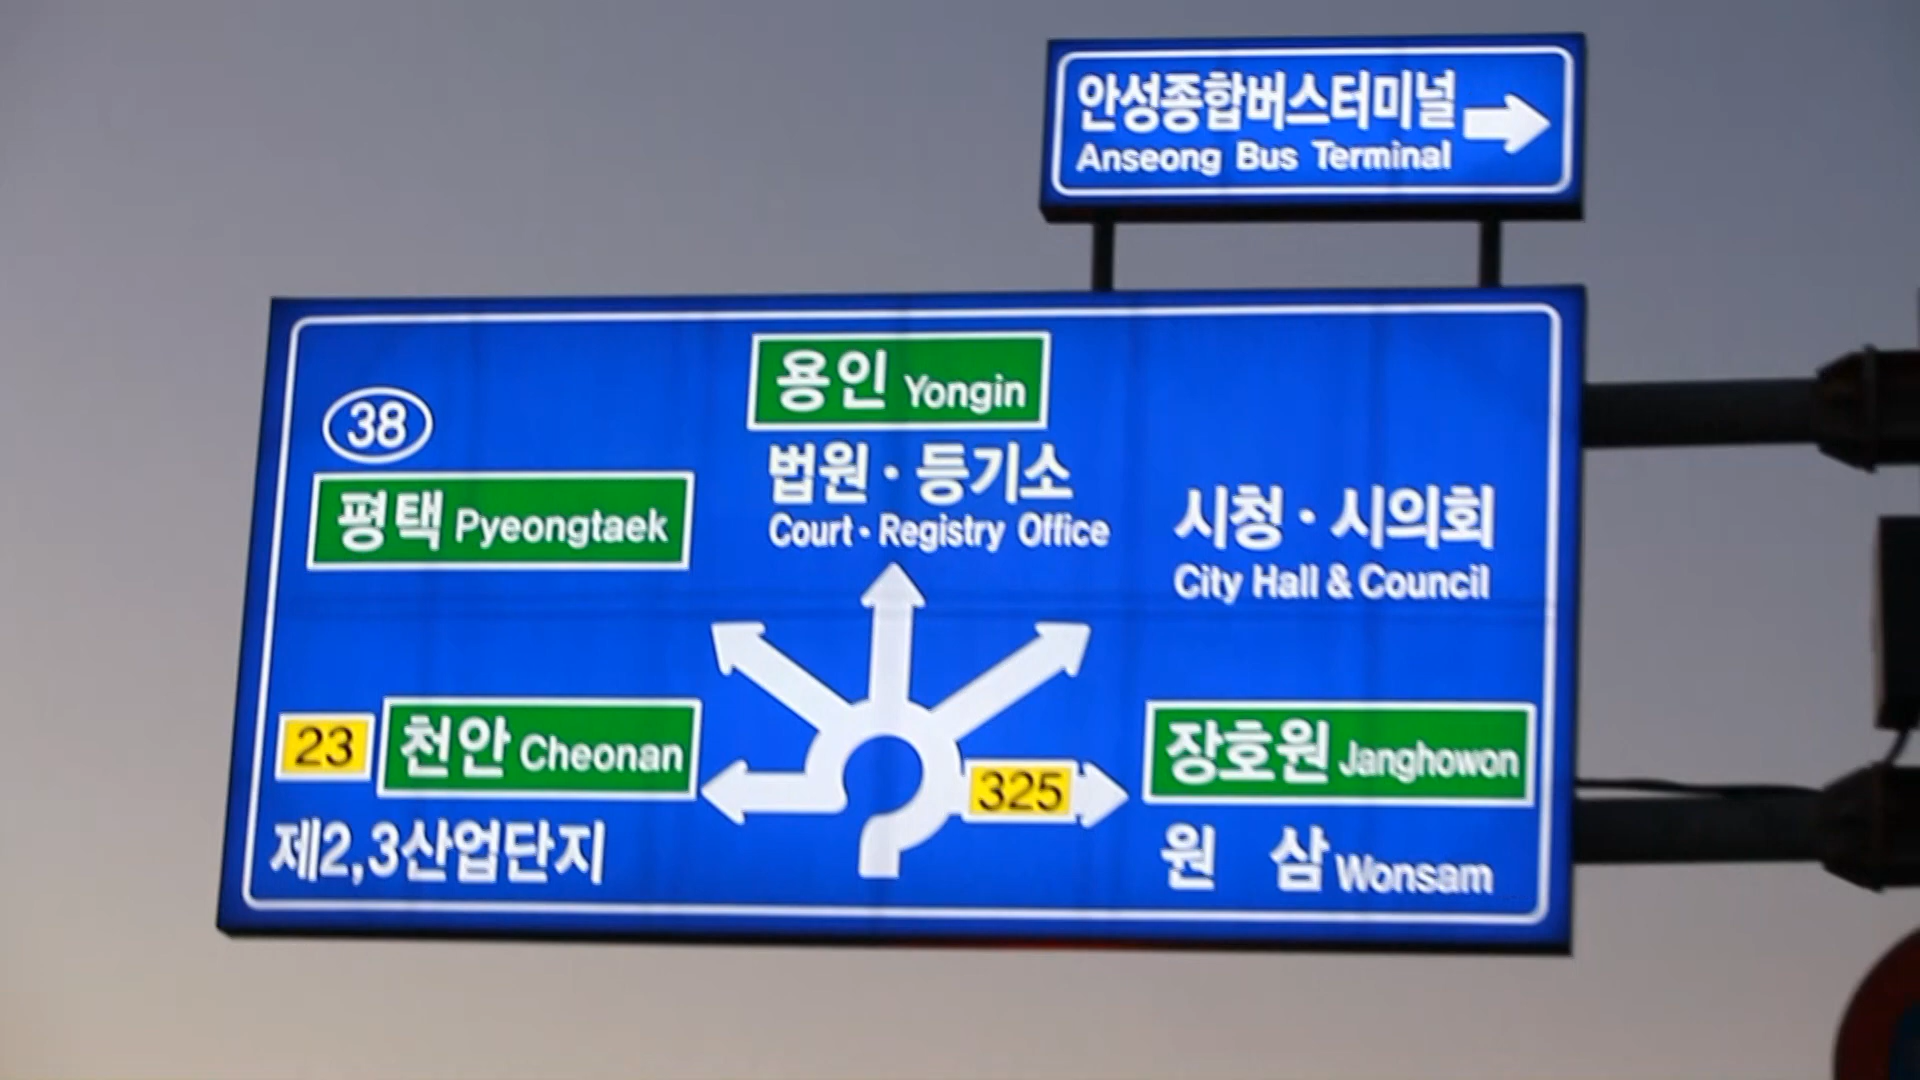 안성종합버스터미널
Anseong Bus Terminal
용인 Yongin
법원·등기소
Court·Registry Office
38
평택 Pyeongtaek
시청·시의회
City Hall & Council
23 천안 Cheonan
제2,3산업단지
325
장호원 Janghowon
원 삼 Wonsam